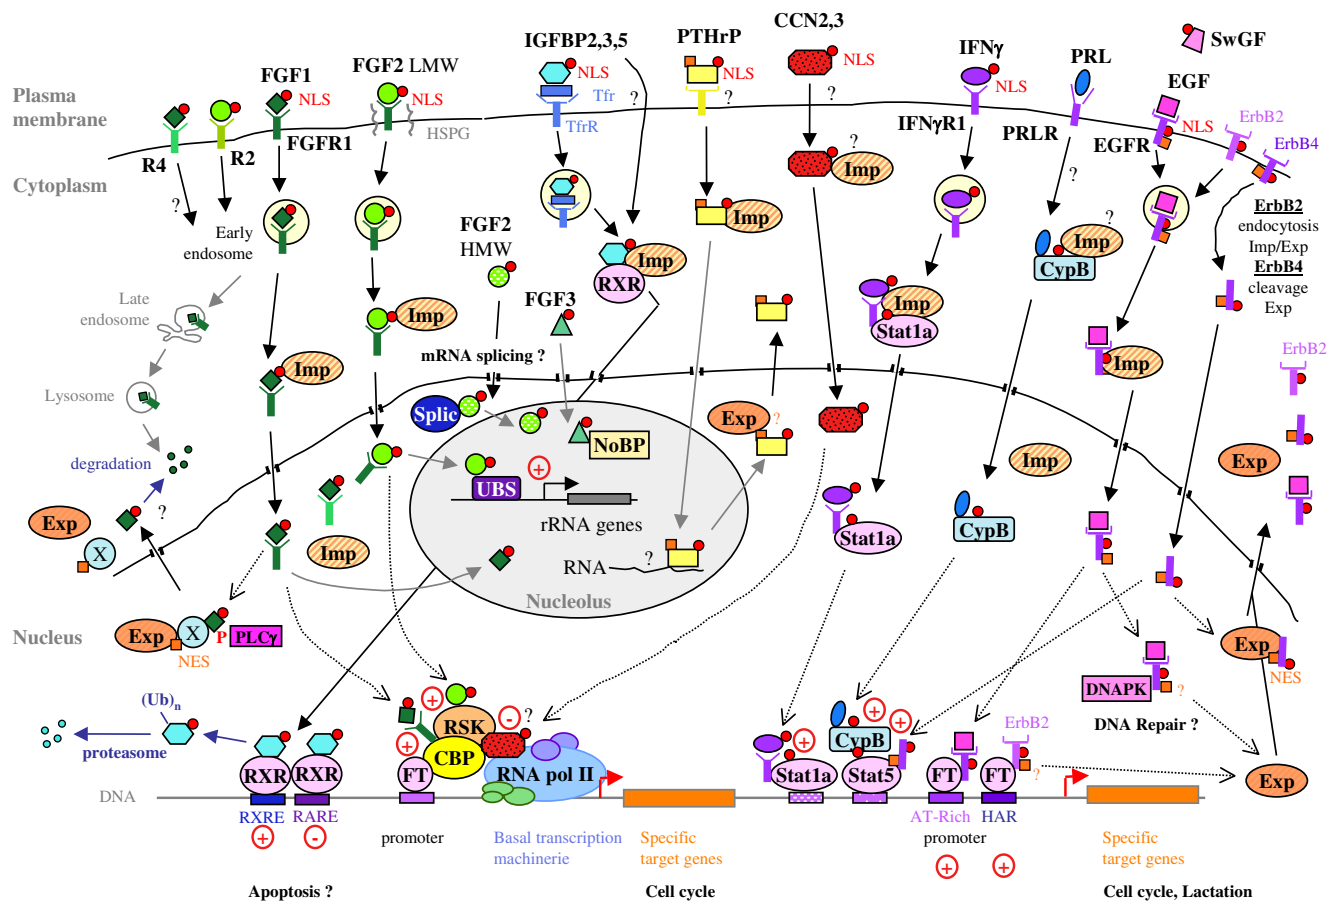 CCN2,3
NLS
SwGF
IGFBP2,3,5
NLS
Tfr
TfrR
?
PTHrP
NLS
?
?
IFNγ
NLS
IFNγR1
PRL
PRLR
EGF
NLS
EGFR
ErbB2
ErbB4
FGF1
NLS
FGFR1
FGF2 LMW
NLS
HSPG
Plasma
membrane
R4
R2
Cytoplasm
?
Early
endosome
Late
endosome
Lysosome
degradation
?
Imp
Imp
FGF2
HMW
FGF3
mRNA splicing ?
Imp
RXR
Imp
?
Imp
Imp
Stat1a
?
?
Imp
CypB
Imp
ErbB2
endocytosis
Imp/Exp
ErbB4
cleavage
Exp
ErbB2
Splic
NoBP
Exp
?
Imp
Exp
UBS
+
rRNA genes
RNA
?
Nucleolus
Stat1a
CypB
Exp
X
Imp
Nucleus
Exp
X
P
PLCγ
NES
Exp
NES
DNAPK
?
DNA Repair ?
(Ub)n
proteasome
RXR
RXR
+
+
RSK
CBP
FT
-
?
RNA pol II
+
Stat1a
CypB
+
+
Stat5
FT
FT
ErbB2
?
Exp
DNA
RXRE
RARE
+
-
promoter
Basal transcription
machinerie
Specific
target genes
AT-Rich
HAR
promoter
+
+
Specific
target genes
Apoptosis ?
Cell cycle
Cell cycle, Lactation